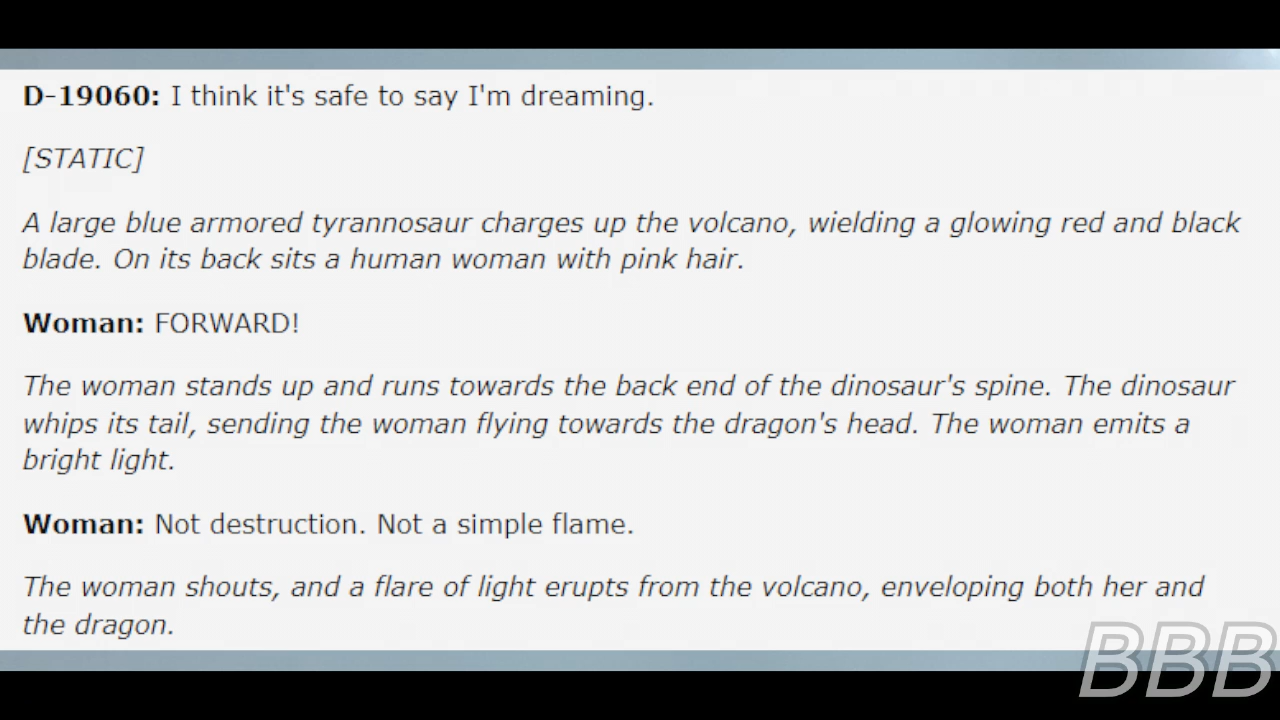 D-19060: I think it's safe to say I'm dreaming.
[STATIC]
A large blue armored tyrannosaur charges up the volcano, wielding a glowing red and black
blade. On its back sits a human woman with pink hair.
Woman: FORWARD!
The woman stands up and runs towards the back end of the dinosaur's spine. The dinosaur
whips its tail, sending the woman flying towards the dragon's head. The woman emits a
bright light.
Woman: Not destruction. Not a simple flame.
The woman shouts, and a flare of light erupts from the volcano, enveloping both her and
the dragon.
BBB